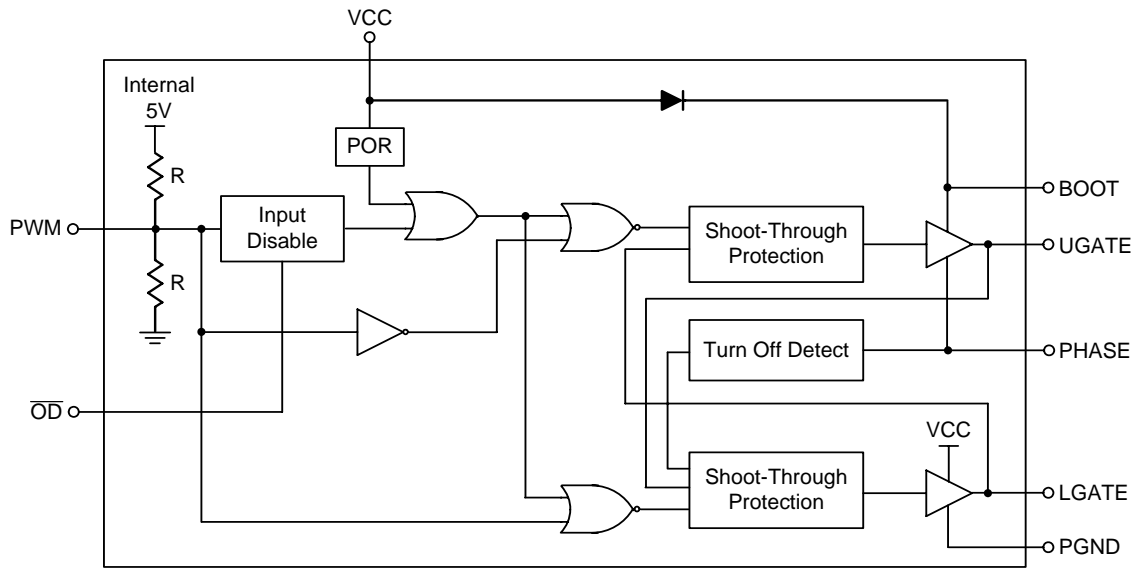 VCC
Internal
5V
R
POR
BOOT
PWM
Input
Disable
Shoot-Through
Protection
UGATE
R
Turn Off Detect
PHASE
OD
VCC
Shoot-Through
Protection
LGATE
PGND